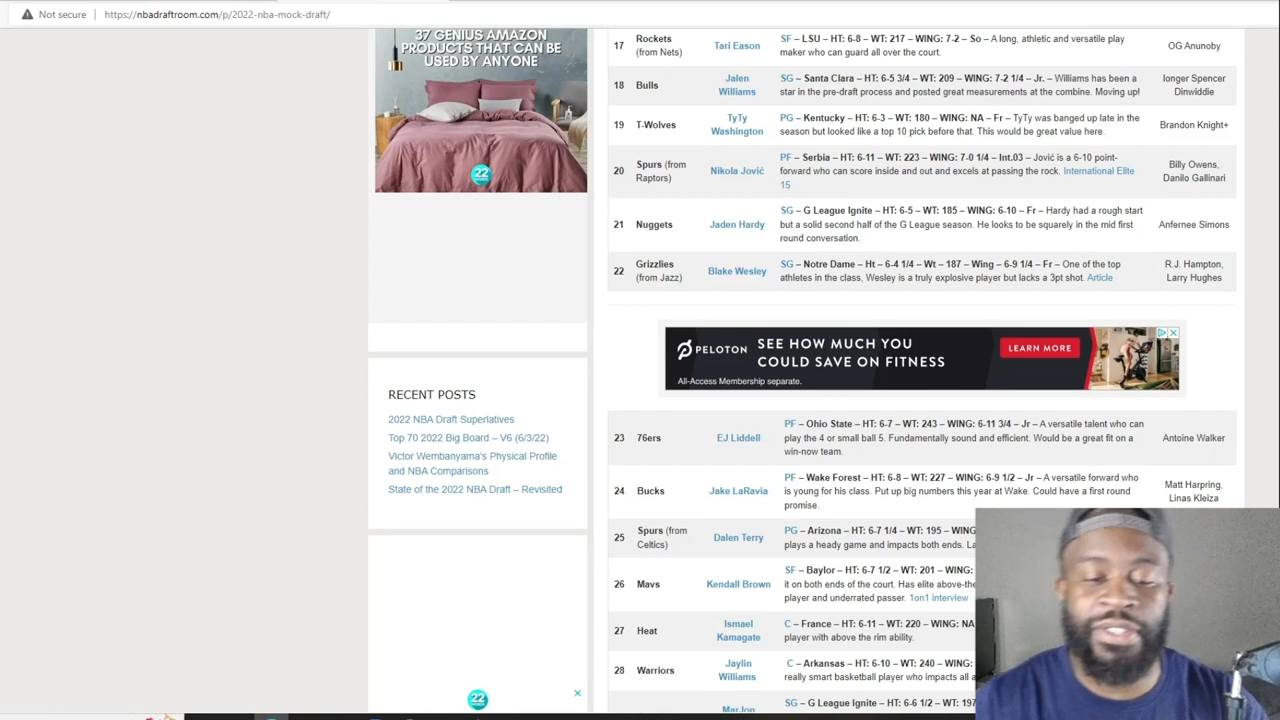 Not secure
https://nbadraftroom.com/p/2022-nba-mock-draft/
37 GENIUS AMAZON
PRODUCTS THAT CAN BE
USED BY ANYONE
22
WORDS
RECENT POSTS
2022 NBA Draft Superlatives
Top 70 2022 Big Board – V6 (6/3/22)
Victor Wembanyama's Physical Profile
and NBA Comparisons
State of the 2022 NBA Draft – Revisited
22
17 Rockets (from Nets) Tari Eason SF – LSU – HT: 6-8 – WT: 217 – WING: 7-2 – So – A long, athletic and versatile play
maker who can guard all over the court. OG Anunoby
18 Bulls Jalen Williams SG – Santa Clara – HT: 6-5 3/4 – WT: 209 – WING: 7-2 1/4 – Jr. – Williams has been a
star in the pre-draft process and posted great measurements at the combine. Moving up! longer Spencer Dinwiddie
19 T-Wolves TyTy Washington PG – Kentucky – HT: 6-3 – WT: 180 – WING: NA – Fr – TyTy was banged up late in the
season but looked like a top 10 pick before that. This would be great value here. Brandon Knight+
20 Spurs (from Raptors) Nikola Jović PF – Serbia – HT: 6-11 – WT: 223 – WING: 7-0 1/4 – Int.03 – Jović is a 6-10 point-
forward who can score inside and out and excels at passing the rock. International Elite
15 Billy Owens, Danilo Gallinari
21 Nuggets Jaden Hardy SG – G League Ignite – HT: 6-5 – WT: 185 – WING: 6-10 – Fr – Hardy had a rough start
but a solid second half of the G League season. He looks to be squarely in the mid first
round conversation. Anfernee Simons
22 Grizzlies (from Jazz) Blake Wesley SG – Notre Dame – Ht – 6-4 1/4 – Wt – 187 – Wing – 6-9 1/4 – Fr – One of the top
athletes in the class, Wesley is a truly explosive player but lacks a 3pt shot. Article R.J. Hampton, Larry Hughes
PELOTON
SEE HOW MUCH YOU
COULD SAVE ON FITNESS
LEARN MORE
All-Access Membership separate.
23 76ers EJ Liddell PF – Ohio State – HT: 6-7 – WT: 243 – WING: 6-11 3/4 – Jr – A versatile talent who can
play the 4 or small ball 5. Fundamentally sound and efficient. Would be a great fit on a
win-now team. Antoine Walker
24 Bucks Jake LaRavia PF – Wake Forest – HT: 6-8 – WT: 227 – WING: 6-9 1/2 – Jr – A versatile forward who
is young for his class. Put up big numbers this year at Wake. Could have a first round
promise. Matt Harpring, Linas Kleiza
25 Spurs (from Celtics) Dalen Terry PG – Arizona – HT: 6-7 1/4 – WT: 195 – WING
plays a heady game and impacts both ends.
26 Mavs Kendall Brown SF – Baylor – HT: 6-7 1/2 – WT: 201 – WING:
it on both ends of the court. Has elite above-the-
player and underrated passer. 1on1 interview
27 Heat Ismael Kamagate C – France – HT: 6-11 – WT: 220 – WING: NA
player with above the rim ability.
28 Warriors Jaylin Williams C – Arkansas – HT: 6-10 – WT: 240 – WING:
really smart basketball player who impacts all
MarJon SG – G League Ignite – HT: 6-6 1/2 – WT: 197